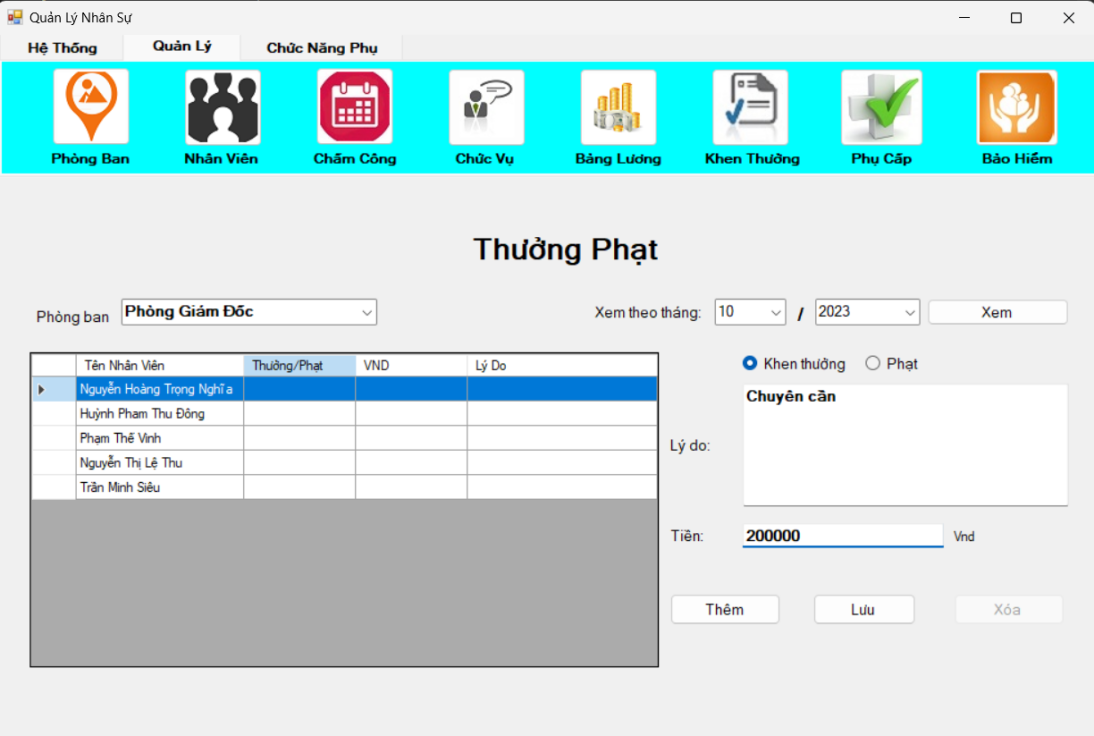 Quản Lý Nhân Sự
Hệ Thống Quản Lý Chức Năng Phụ
Phòng Ban Nhân Viên Chấm Công Chức Vụ Bảng Lương Khen Thưởng Phụ Cấp Bảo Hiểm
Thưởng Phạt
Phòng ban Phòng Giám Đốc Xem theo tháng: 10 / 2023 Xem
Tên Nhân Viên Thưởng/Phạt VND Lý Do
Nguyễn Hoàng Trọng Nghĩa
Huỳnh Phạm Thu Đông
Phạm Thế Vinh
Nguyễn Thị Lệ Thu
Trần Minh Siêu
Khen thưởng Phạt
Lý do: Chuyên cần
Tiền: 200000 Vnd
Thêm Lưu Xóa